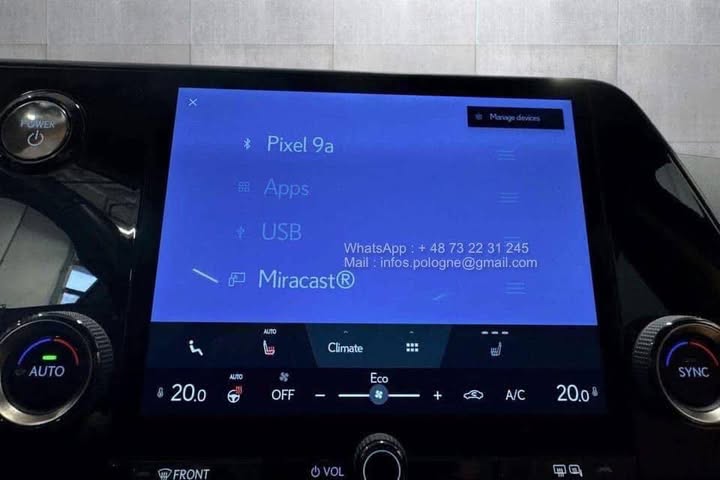 POWER
Manage devices
Pixel 9a
Apps
USB
WhatsApp : + 48 73 22 31 245
Mail : infos.pologne@gmail.com
Miracast®
AUTO
Climate
AUTO
SYNC
Eco
20.0
AUTO
OFF
−
+
A/C
20.0
FRONT
VOL